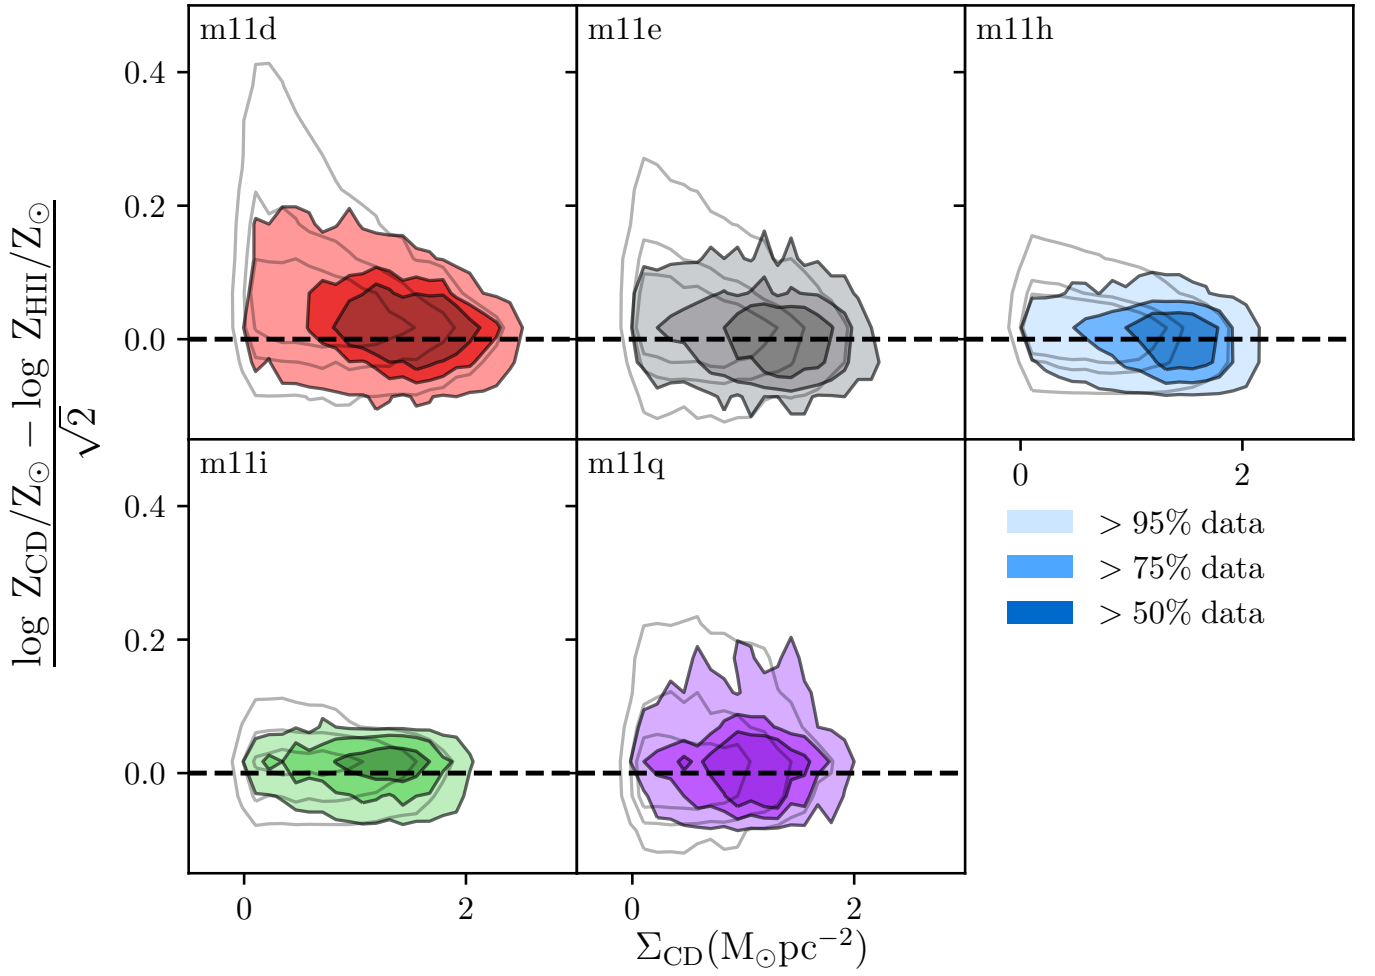 m11d
m11e
m11h
0.4
0.2
0.0
0
2
m11i
m11q
> 95% data
> 75% data
> 50% data
0.4
0.2
0.0
0
2
0
2
log Z_CD/Z_⊙ − log Z_HII/Z_⊙
√2
Σ_CD(M_⊙pc⁻²)